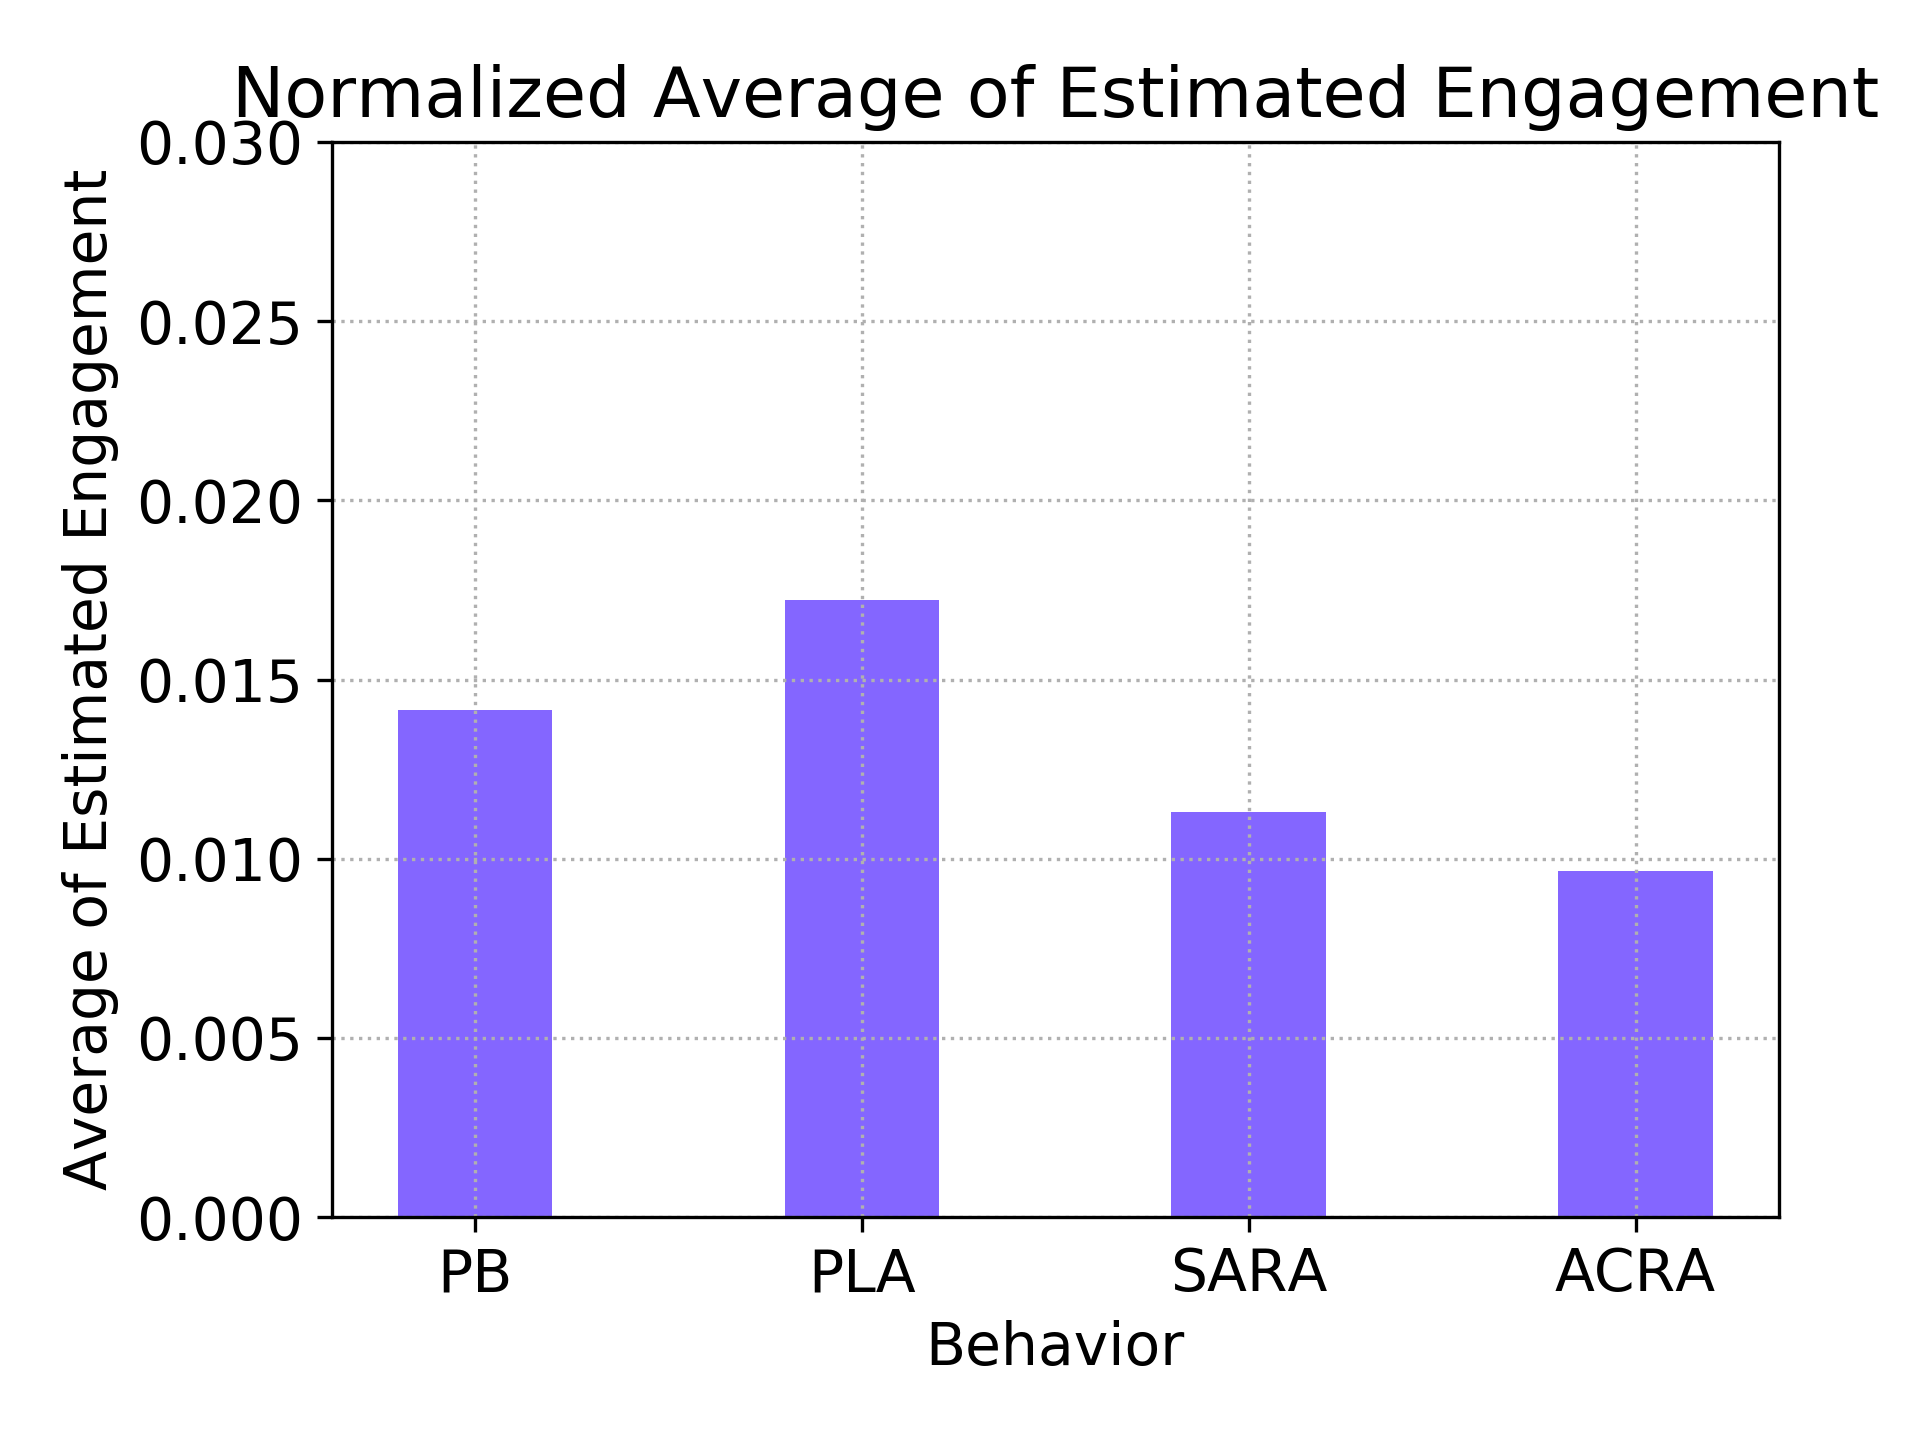 Normalized Average of Estimated Engagement
Average of Estimated Engagement
0.030
0.025
0.020
0.015
0.010
0.005
0.000
PB PLA SARA ACRA
Behavior